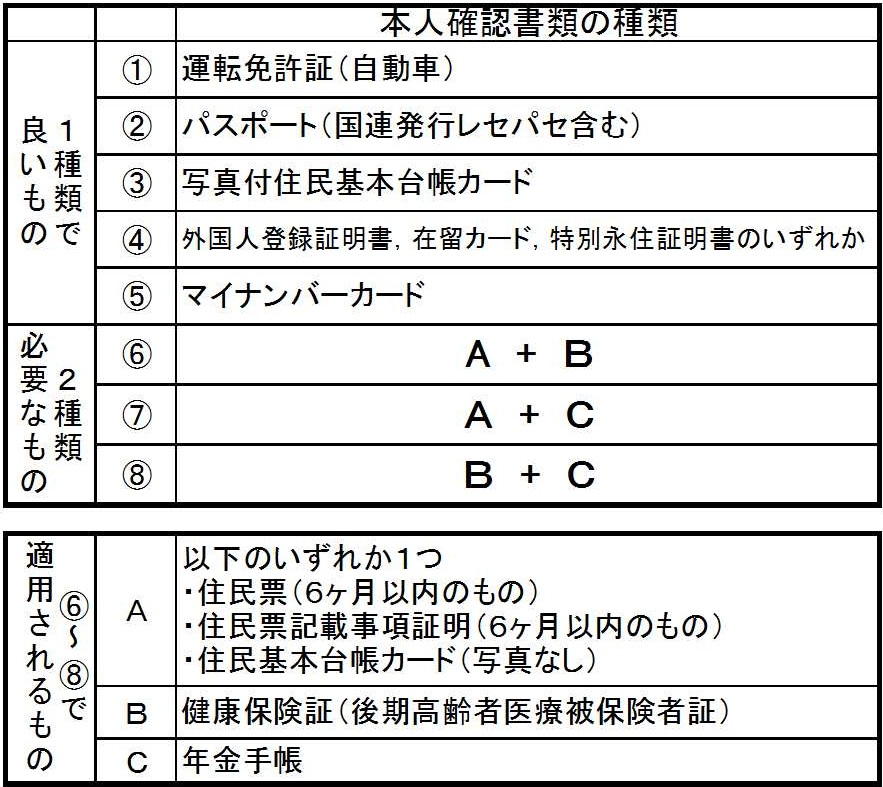 本人確認書類の種類
１種類で
良いもの
① 運転免許証（自動車）
② パスポート（国連発行レセパセ含む）
③ 写真付住民基本台帳カード
④ 外国人登録証明書，在留カード，特別永住証明書のいずれか
⑤ マイナンバーカード
２種類
必要なもの
⑥ Ａ ＋ Ｂ
⑦ Ａ ＋ Ｃ
⑧ Ｂ ＋ Ｃ
⑥～⑧で
適用されるもの
Ａ 以下のいずれか１つ
・住民票（６ヶ月以内のもの）
・住民票記載事項証明（６ヶ月以内のもの）
・住民基本台帳カード（写真なし）
Ｂ 健康保険証（後期高齢者医療被保険者証）
Ｃ 年金手帳